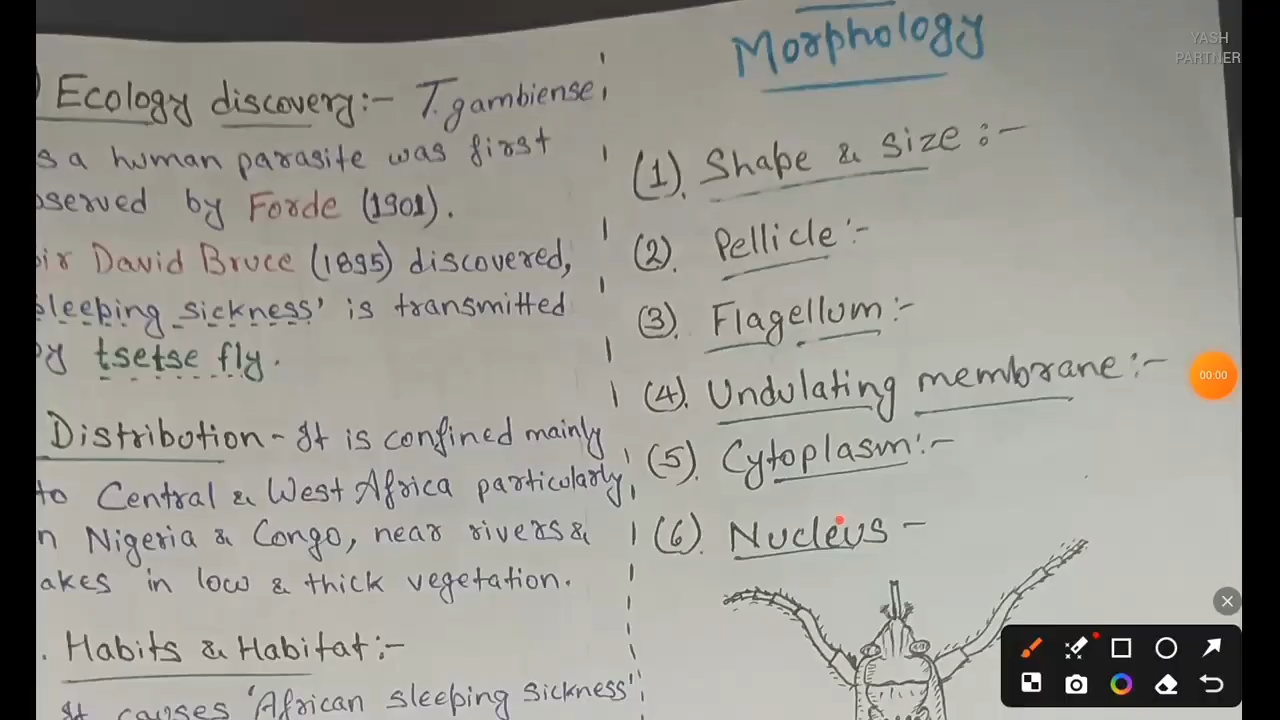 Ecology discovery:- T. gambiense
s a human parasite was first
bserved by Forde (1901).
ir David Bruce (1895) discovered,
sleeping sickness' is transmitted
by tsetse fly.
Distribution - It is confined mainly
to Central & West Africa particularly
n Nigeria & Congo, near rivers &
akes in low & thick vegetation.
. Habits & Habitat:-
It causes 'African sleeping sickness'
Morphology
(1). Shape & size:-
(2). Pellicle:-
(3). Flagellum:-
(4). Undulating membrane:-
(5). Cytoplasm:-
(6). Nucleus -
YASH
PARTNER
00:00